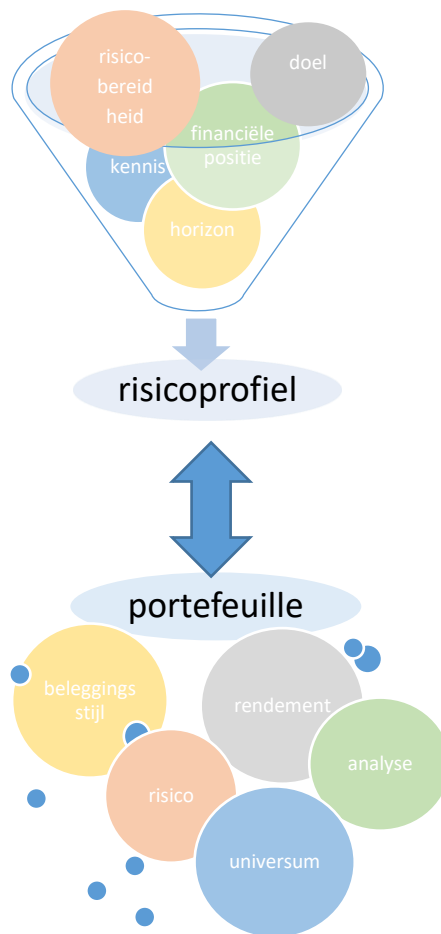 risico-
bereid
heid
doel
financiële
positie
kennis
horizon
risicoprofiel
portefeuille
beleggings
stijl
rendement
analyse
risico
universum